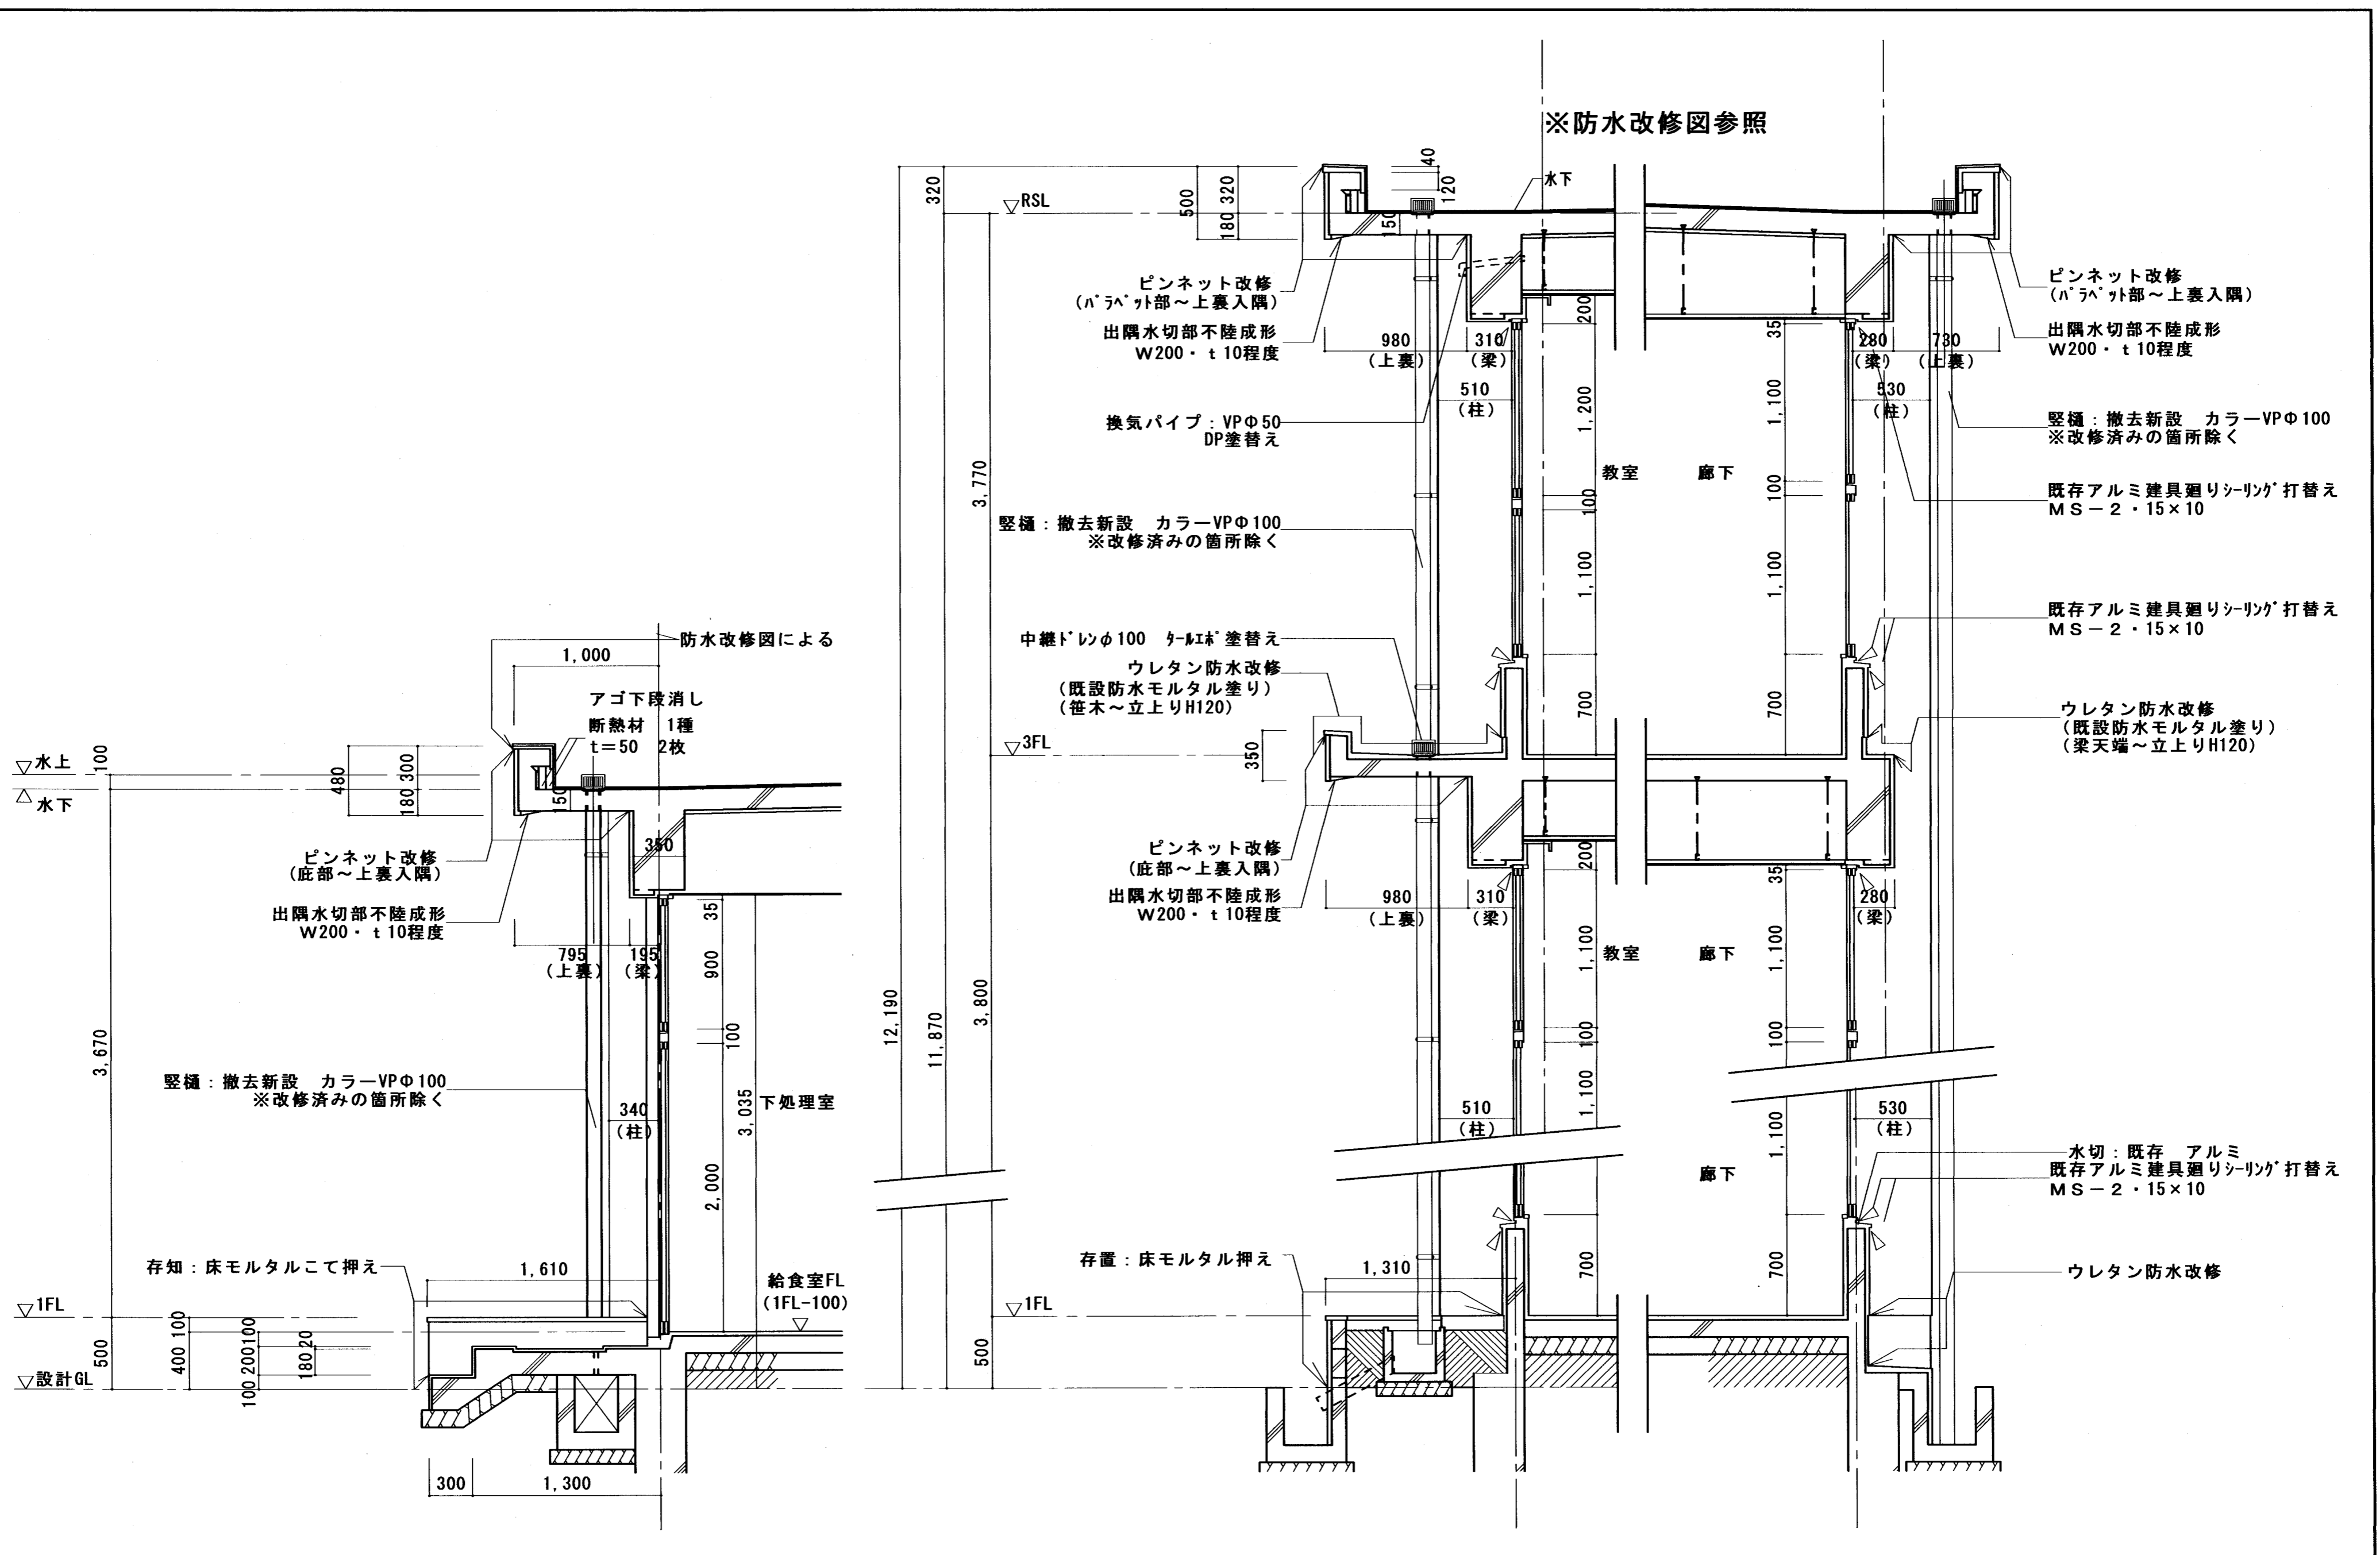 ※防水改修図参照
防水改修図による
1,000
アゴ下段消し
断熱材　1種
t＝50　2枚
▽水上
△水下
100
480
300
180
150
350
ピンネット改修
(庇部～上裏入隅)
出隅水切部不陸成形
W200・ｔ10程度
795
(上裏)
195
(梁)
35
900
100
3,035
2,000
下処理室
3,670
竪樋：撤去新設　カラーVPΦ100
※改修済みの箇所除く
340
(柱)
存知：床モルタルこて押え
1,610
給食室FL
(1FL-100)
▽1FL
500
100
400
100
200
100
20
180
▽設計GL
300
1,300
12,190
320
11,870
3,770
3,800
500
▽RSL
▽3FL
▽1FL
500
320
180
40
120
150
水下
ピンネット改修
(ﾊﾟﾗﾍﾟｯﾄ部～上裏入隅)
出隅水切部不陸成形
W200・ｔ10程度
980
(上裏)
310
(梁)
510
(柱)
換気パイプ：VPΦ50
DP塗替え
竪樋：撤去新設　カラーVPΦ100
※改修済みの箇所除く
中継ﾄﾞﾚﾝφ100　ﾀｰﾙｴﾎﾟ塗替え
ウレタン防水改修
(既設防水モルタル塗り)
(笹木～立上りH120)
350
ピンネット改修
(庇部～上裏入隅)
出隅水切部不陸成形
W200・ｔ10程度
980
(上裏)
310
(梁)
510
(柱)
存置：床モルタル押え
1,310
200
1,200
100
1,100
700
教室
廊下
35
1,100
100
1,100
700
200
1,100
100
1,100
700
教室
廊下
35
1,100
100
1,100
700
廊下
280
(梁)
730
(上裏)
530
(柱)
280
(梁)
530
(柱)
ピンネット改修
(ﾊﾟﾗﾍﾟｯﾄ部～上裏入隅)
出隅水切部不陸成形
W200・ｔ10程度
竪樋：撤去新設　カラーVPΦ100
※改修済みの箇所除く
既存アルミ建具廻りｼｰﾘﾝｸﾞ打替え
ＭＳ－２・15×10
既存アルミ建具廻りｼｰﾘﾝｸﾞ打替え
ＭＳ－２・15×10
ウレタン防水改修
(既設防水モルタル塗り)
(梁天端～立上りH120)
水切：既存　アルミ
既存アルミ建具廻りｼｰﾘﾝｸﾞ打替え
ＭＳ－２・15×10
ウレタン防水改修